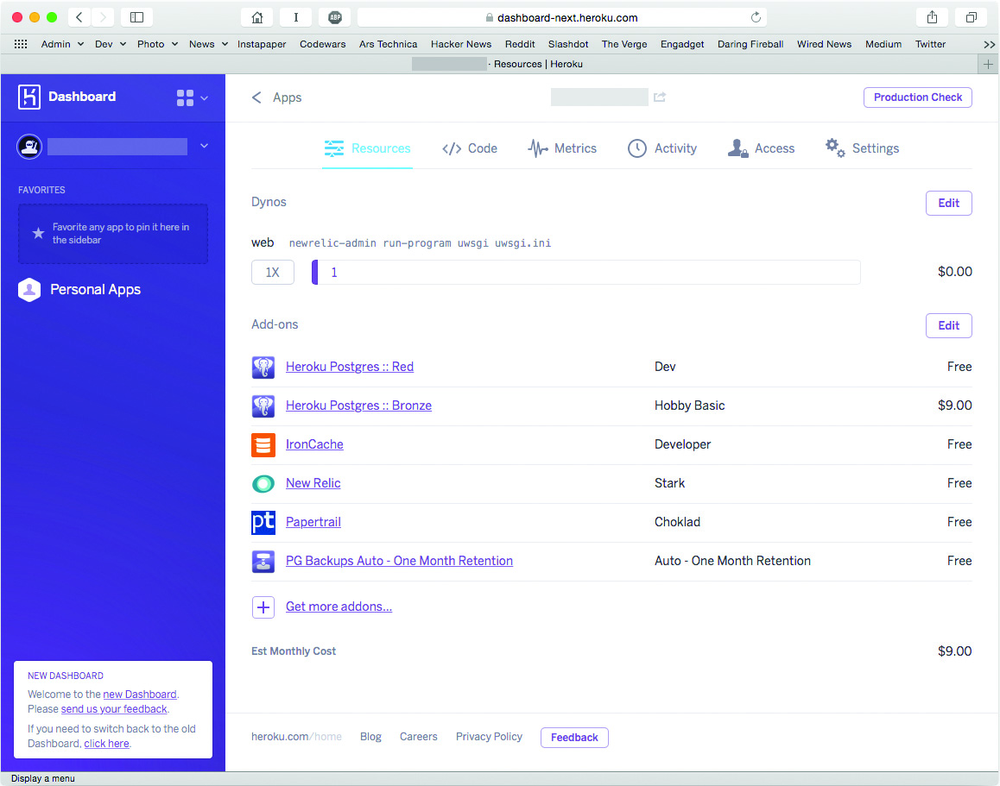 dashboard-next.heroku.com
Admin Dev Photo News Instapaper Codewars Ars Technica Hacker News Reddit Slashdot The Verge Engadget Daring Fireball Wired News Medium Twitter >>
· Resources | Heroku
Dashboard
Apps
Production Check
Resources </> Code Metrics Activity Access Settings
FAVORITES
Favorite any app to pin it here in
the sidebar
Personal Apps
Dynos
Edit
web newrelic-admin run-program uwsgi uwsgi.ini
1X 1 $0.00
Add-ons
Edit
Heroku Postgres :: Red Dev Free
Heroku Postgres :: Bronze Hobby Basic $9.00
IronCache Developer Free
New Relic Stark Free
pt Papertrail Choklad Free
PG Backups Auto - One Month Retention Auto - One Month Retention Free
Get more addons...
Est Monthly Cost $9.00
NEW DASHBOARD
Welcome to the new Dashboard.
Please send us your feedback.
If you need to switch back to the old
Dashboard, click here.
heroku.com/home Blog Careers Privacy Policy Feedback
Display a menu